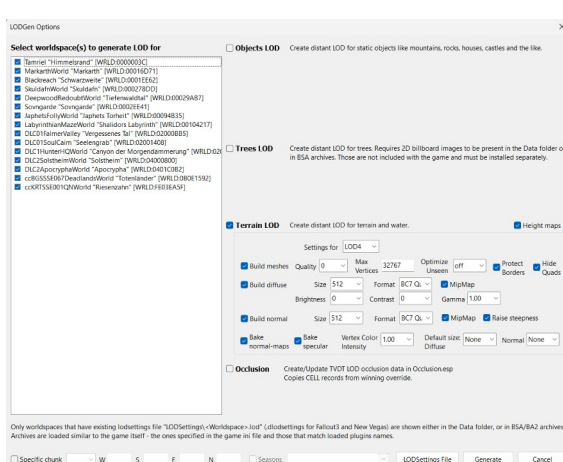 LODGen Options
Select worksspace(s) to generate LOD for
Tamriel "Himmelsrand" [WRLD:0000003C]
MarkarthWorld "Markarth" [WRLD:00016D71]
Blackreach "Schwarzweite" [WRLD:0001EE62]
SkuldafnWorld "Skuldafn" [WRLD:000278DD]
DeepwoodRedoubtWorld "Tiefenwaldtal" [WRLD:00029AB7]
Sovngarde "Sovngarde" [WRLD:0002EE41]
JaphetsFollyWorld "Japhets Torheit" [WRLD:00094B35]
LabyrinthianMazeWorld "Shalidors Labyrinth" [WRLD:00104217]
DLC01FalmerValley "Vergessenes Tal" [WRLD:02000BB5]
DLC01SoulCairn "Seelengrab" [WRLD:02001408]
DLC1HunterHQWorld "Canyon der Morgendämmerung" [WRLD:020
DLC2SolstheimWorld "Solstheim" [WRLD:04000800]
DLC2ApocryphaWorld "Apocrypha" [WRLD:0401C0B2]
ccBGSSSE067DeadlandsWorld "Totenländer" [WRLD:0B0E1592]
ccKRTSSE001QNWorld "Riesenzahn" [WRLD:FE03EA5F]
Objects LOD Create distant LOD for static objects like mountains, rocks, houses, castles and the like.
Trees LOD Create distant LOD for trees. Requires 2D billboard images to be present in the Data folder o
in BSA archives. Those are not included with the game and must be installed separately.
Terrain LOD Create distant LOD for terrain and water. Height maps
Settings for LOD4
Build meshes Quality 0 Max Vertices 32767 Optimize Unseen off Protect Borders Hide Quads
Build diffuse Size 512 Format BC7 Qu MipMap
Brightness 0 Contrast 0 Gamma 1.00
Build normal Size 512 Format BC7 Qu MipMap Raise steepness
Bake normal-maps Bake specular Vertex Color Intensity 1.00 Default size: Diffuse None Normal None
Occlusion Create/Update TVDT LOD occlusion data in Occlusion.esp
Copies CELL records from winning override.
Only worldspaces that have existing lodsettings file "LODSettings\<Worldspace>.lod" (.dlodsettings for Fallout3 and New Vegas) are shown either in the Data folder, or in BSA/BA2 archives
Archives are loaded similar to the game itself - the ones specified in the game ini file and those that match loaded plugins name.
Specific chunk W S E N Seasons LODSettings File Generate Cancel